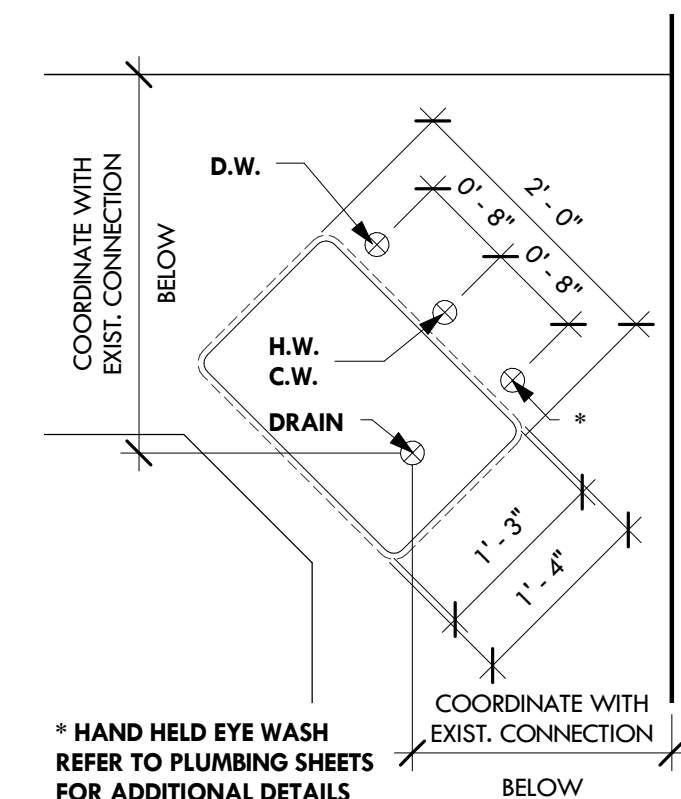 D.W.
0' - 8"
2' - 0"
0' - 8"
COORDINATE WITH
EXIST. CONNECTION
BELOW
H.W.
C.W.
DRAIN
*
1' - 3"
1' - 4"
COORDINATE WITH
EXIST. CONNECTION
BELOW
* HAND HELD EYE WASH
REFER TO PLUMBING SHEETS
FOR ADDITIONAL DETAILS